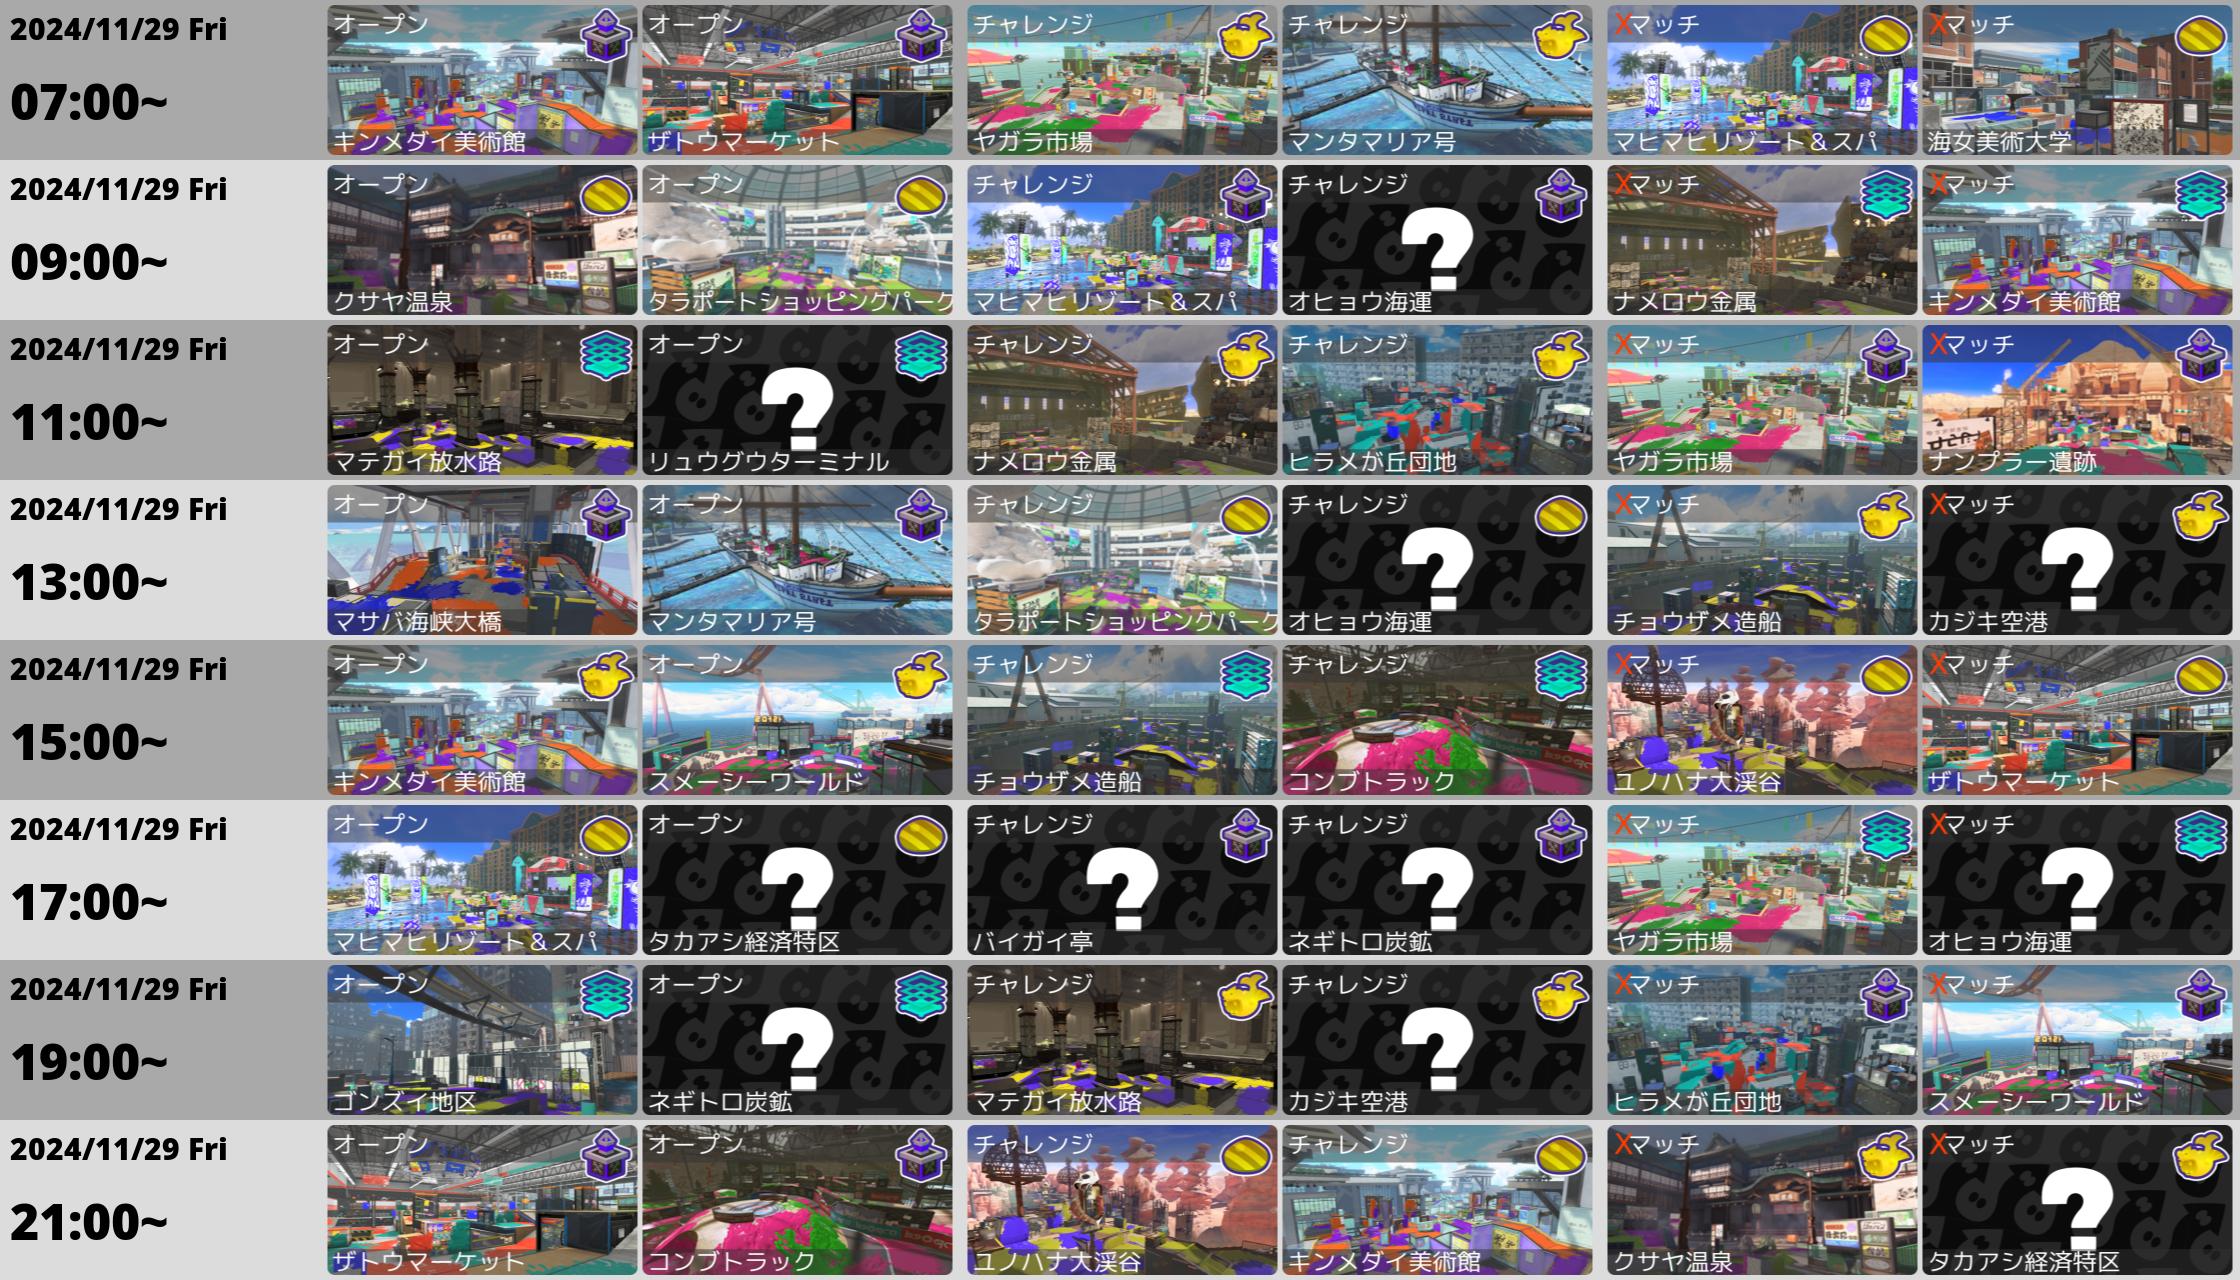 2024/11/29 Fri
07:00~
オープン
キンメダイ美術館
オープン
ザトウマーケット
チャレンジ
ヤガラ市場
チャレンジ
マンタマリア号
Xマッチ
マヒマヒリゾート＆スパ
Xマッチ
海女美術大学
2024/11/29 Fri
09:00~
オープン
クサヤ温泉
オープン
タラポートショッピングパーク
チャレンジ
マヒマヒリゾート＆スパ
チャレンジ
?
オヒョウ海運
Xマッチ
ナメロウ金属
Xマッチ
キンメダイ美術館
2024/11/29 Fri
11:00~
オープン
マテガイ放水路
オープン
?
リュウグウターミナル
チャレンジ
ナメロウ金属
チャレンジ
ヒラメが丘団地
Xマッチ
ヤガラ市場
Xマッチ
ナンプラー遺跡
2024/11/29 Fri
13:00~
オープン
マサバ海峡大橋
オープン
マンタマリア号
チャレンジ
タラポートショッピングパーク
チャレンジ
?
オヒョウ海運
Xマッチ
チョウザメ造船
Xマッチ
?
カジキ空港
2024/11/29 Fri
15:00~
オープン
キンメダイ美術館
オープン
スメーシーワールド
チャレンジ
チョウザメ造船
チャレンジ
コンブトラック
Xマッチ
ユノハナ大渓谷
Xマッチ
ザトウマーケット
2024/11/29 Fri
17:00~
オープン
マヒマヒリゾート＆スパ
オープン
?
タカアシ経済特区
チャレンジ
?
バイガイ亭
チャレンジ
?
ネギトロ炭鉱
Xマッチ
ヤガラ市場
Xマッチ
?
オヒョウ海運
2024/11/29 Fri
19:00~
オープン
ゴンズイ地区
オープン
?
ネギトロ炭鉱
チャレンジ
マテガイ放水路
チャレンジ
?
カジキ空港
Xマッチ
ヒラメが丘団地
Xマッチ
スメーシーワールド
2024/11/29 Fri
21:00~
オープン
ザトウマーケット
オープン
コンブトラック
チャレンジ
ユノハナ大渓谷
チャレンジ
キンメダイ美術館
Xマッチ
クサヤ温泉
Xマッチ
?
タカアシ経済特区